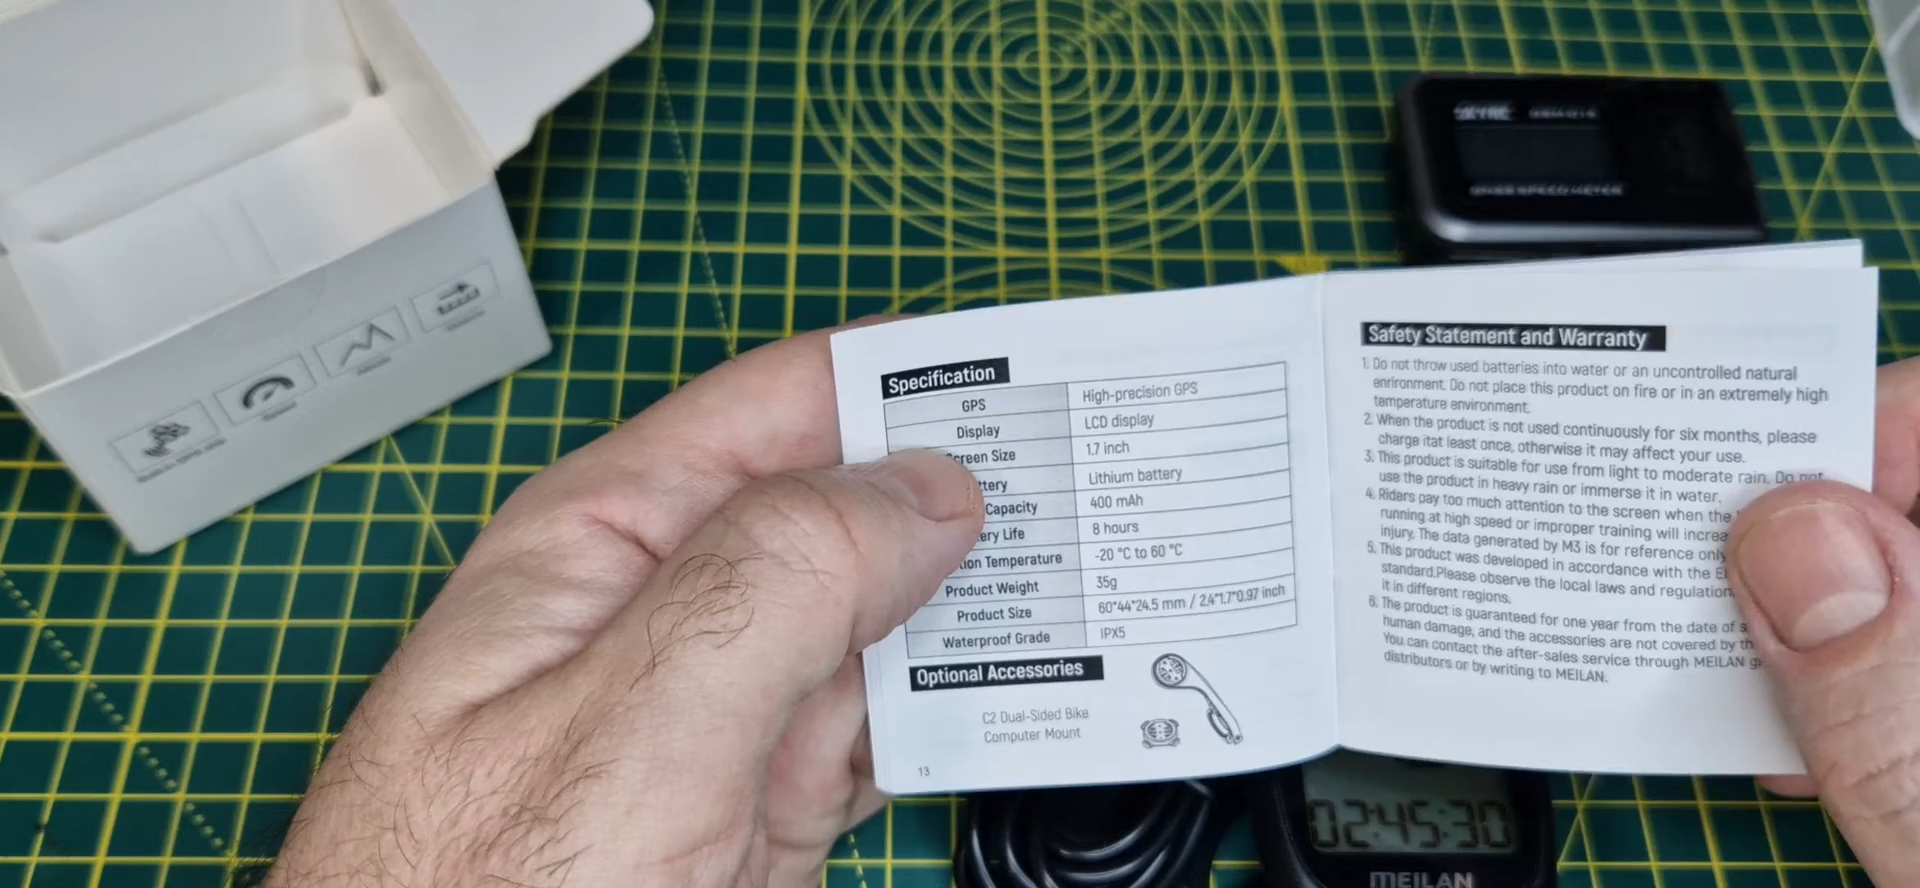 Specification
GPS High-precision GPS
Display LCD display
Size 1.7 inch
Lithium battery
Capacity 400 mAh
Life 8 hours
Temperature -20 °C to 60 °C
Product Weight 35g
Product Size 60*44*24.5 mm / 2.4*1.7*0.97 inch
Waterproof Grade IPX5
Optional Accessories
C2 Dual-Sided Bike
Computer Mount
13
Safety Statement and Warranty
1. Do not throw used batteries into water or an uncontrolled natural
enrironment. Do not place this product on fire or in an extremely high
temperature environment.
2. When the product is not used continuously for six months, please
charge itat least once, otherwise it may affect your use.
3. This product is suitable for use from light to moderate rain. Do not
use the product in heavy rain or immerse it in water.
4. Riders pay too much attention to the screen when the
running at high speed or improper training will
injury. The data generated by M3 is for reference only
5. This product was developed in accordance with the
standard.Please observe the local laws and
it in different regions.
6. The product is guaranteed for one year from the date of
human damage, and the accessories are not covered by
You can contact the after-sales service through MEILAN
distributors or by writing to MEILAN.
02:45:30
MEILAN